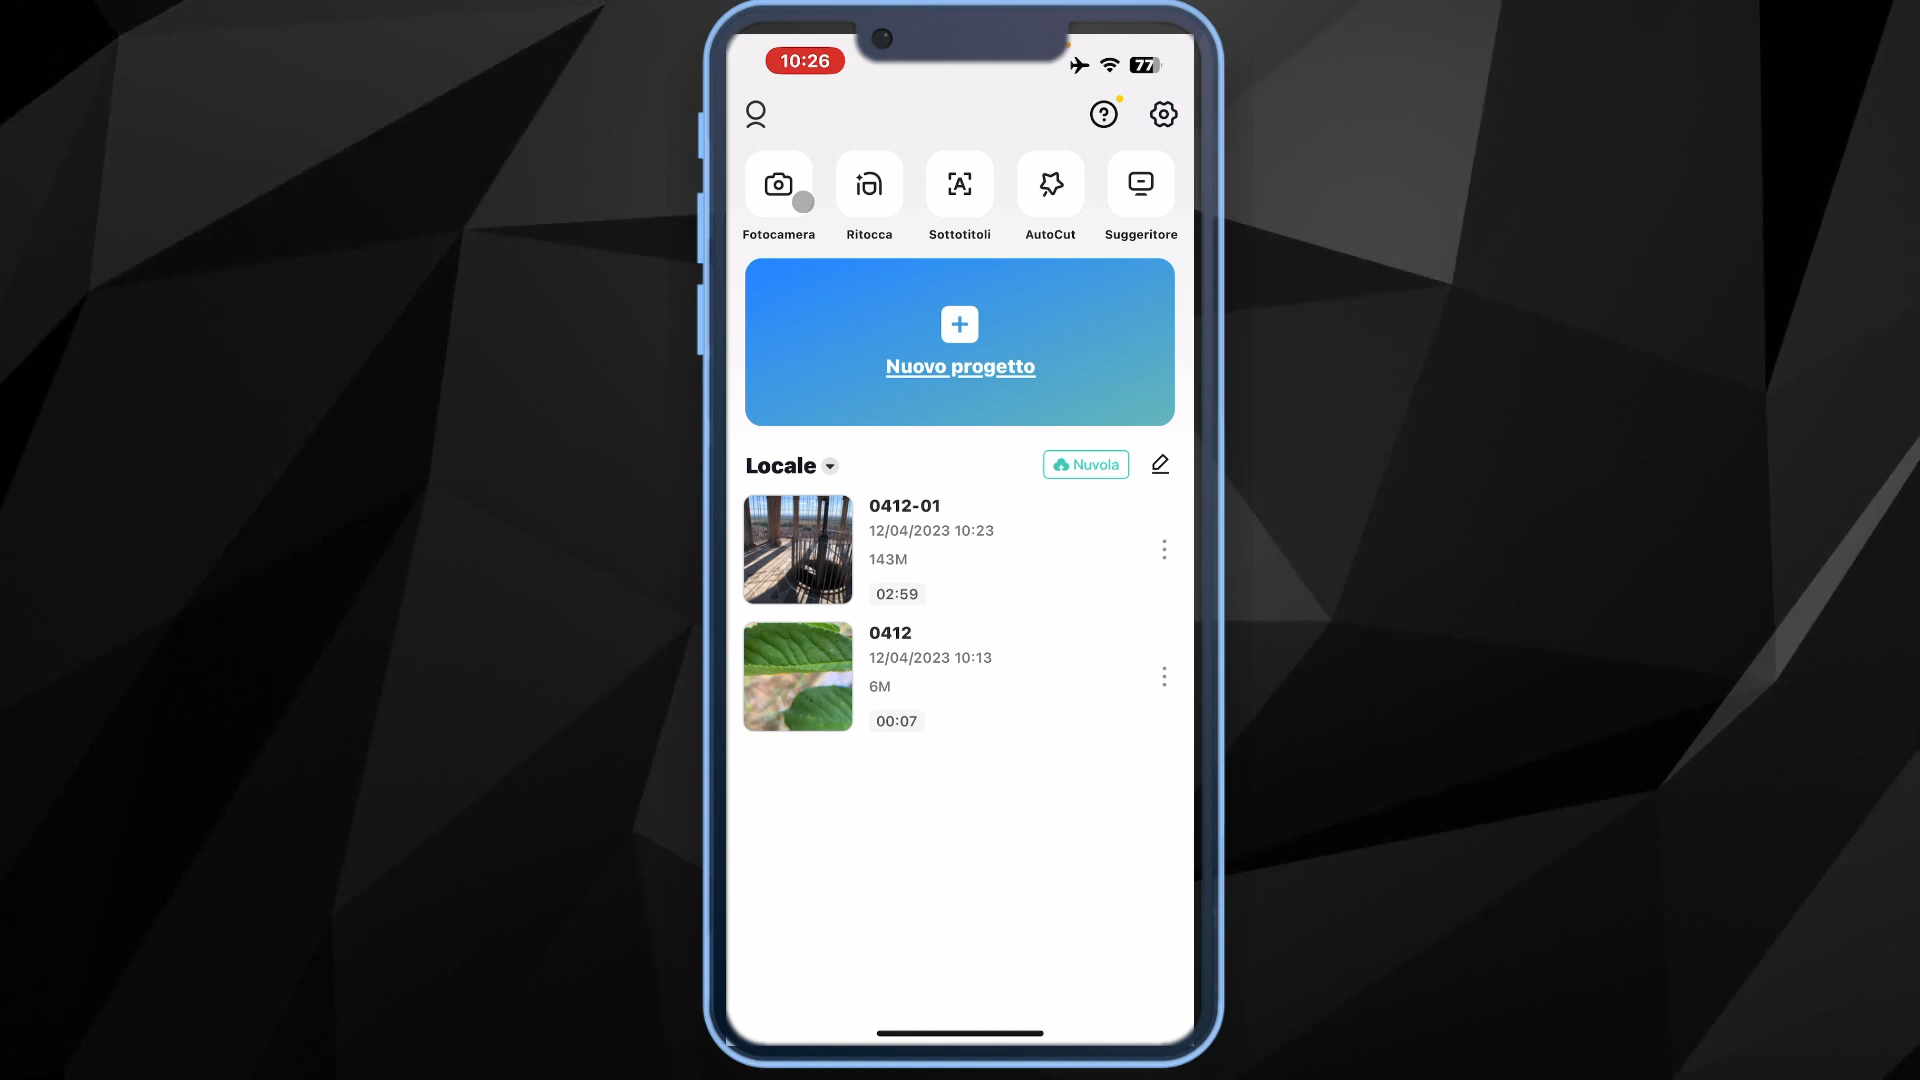 10:26
77
Fotocamera Ritocca Sottotitoli AutoCut Suggeritore
Nuovo progetto
Locale Nuvola
0412-01
12/04/2023 10:23
143M
02:59
0412
12/04/2023 10:13
6M
00:07